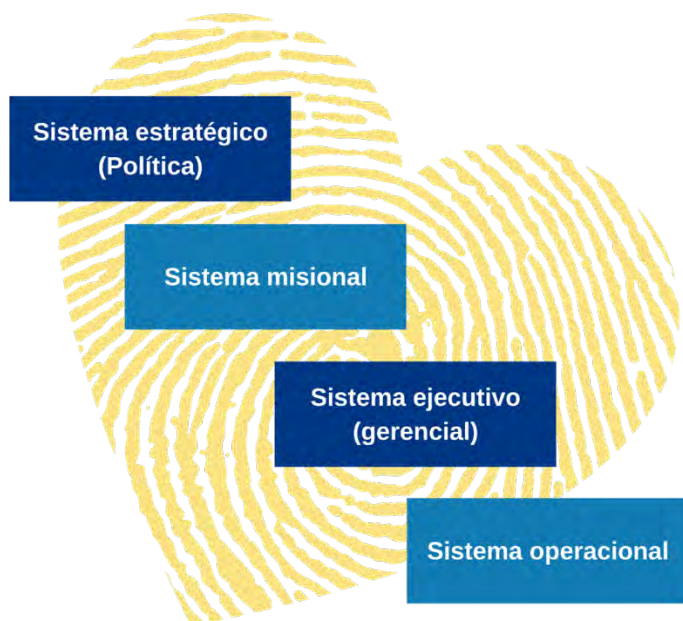 Sistema estratégico
(Política)
Sistema misional
Sistema ejecutivo
(gerencial)
Sistema operacional